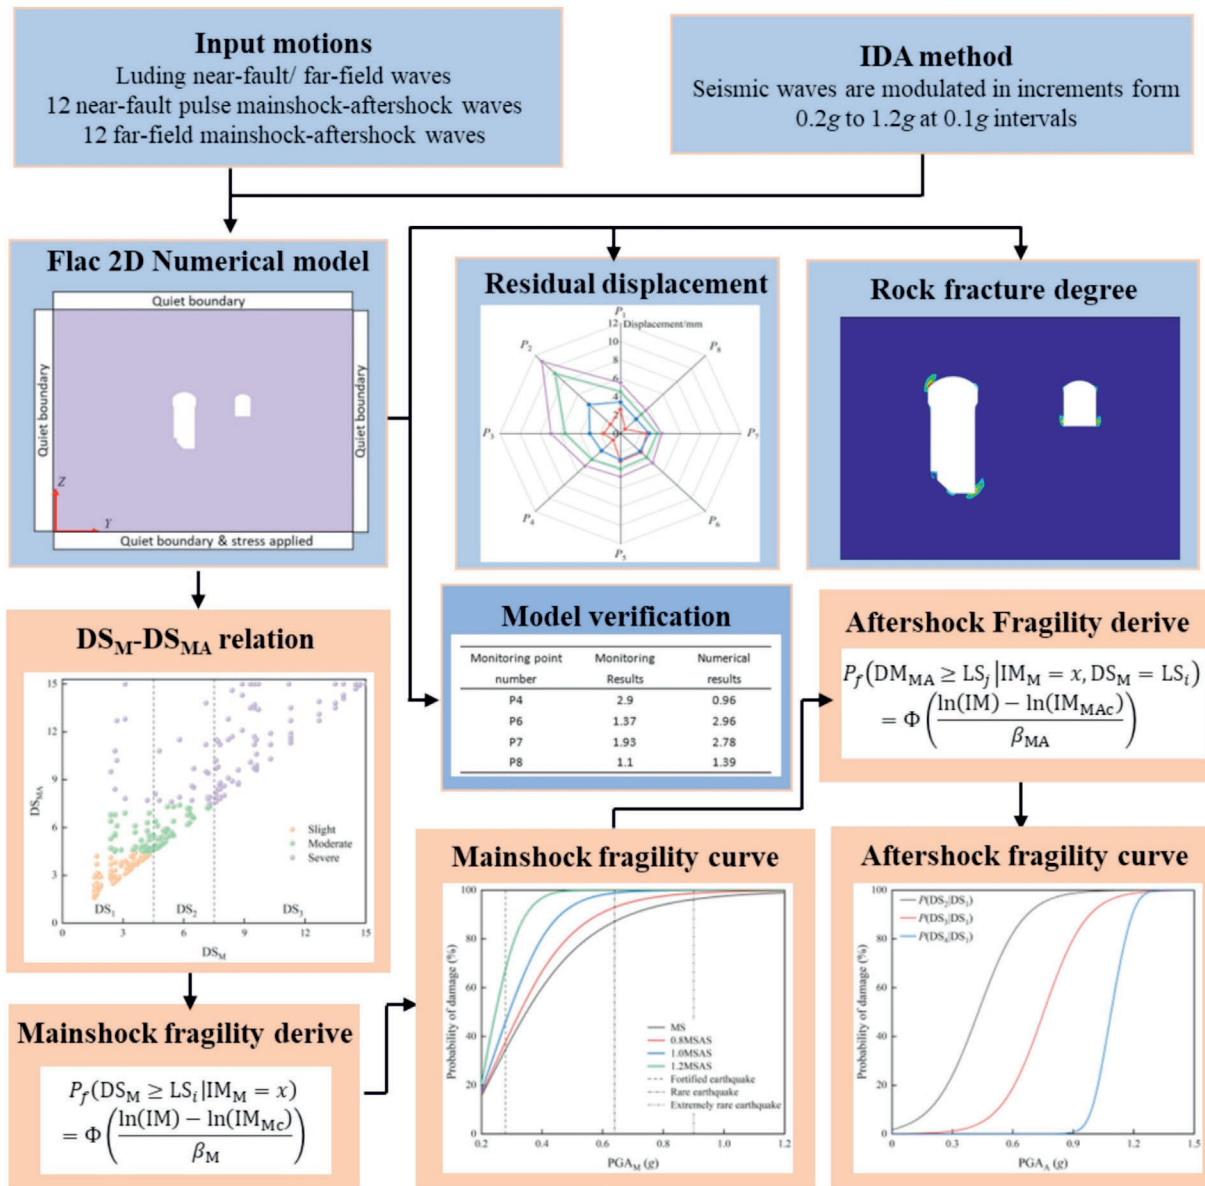 Input motions
Luding near-fault/ far-field waves
12 near-fault pulse mainshock-aftershock waves
12 far-field mainshock-aftershock waves
IDA method
Seismic waves are modulated in increments form
0.2g to 1.2g at 0.1g intervals
Flac 2D Numerical model
Quiet boundary
Quiet boundary
Quiet boundary
Z
Y
Quiet boundary & stress applied
Residual displacement
P1
Displacement/mm
12
10
8
6
4
2
0
P2
P3
P4
P5
P6
P7
P8
Rock fracture degree
DSM-DSMA relation
15
12
9
6
3
0
DSMA
Slight
Moderate
Severe
DS1 DS2 DS3
0 3 6 9 12 15
DSM
Model verification
Monitoring point number Monitoring Results Numerical results
P4 2.9 0.96
P6 1.37 2.96
P7 1.93 2.78
P8 1.1 1.39
Aftershock Fragility derive
Pf(DMMA ≥ LSj|IMM = x, DSM = LSi)
= Φ(ln(IM) − ln(IMMAc) / βMA)
Mainshock fragility derive
Pf(DSM ≥ LSi|IMM = x)
= Φ(ln(IM) − ln(IMMc) / βM)
Mainshock fragility curve
100
80
60
40
20
0
Probability of damage (%)
MS
0.8MSAS
1.0MSAS
1.2MSAS
Fortified earthquake
Rare earthquake
Extremely rare earthquake
0.2 0.4 0.6 0.8 1.0 1.2
PGAM (g)
Aftershock fragility curve
100
80
60
40
20
0
Probability of damage (%)
P(DS2|DS1)
P(DS3|DS1)
P(DS4|DS1)
0 0.3 0.6 0.9 1.2 1.5
PGAA (g)